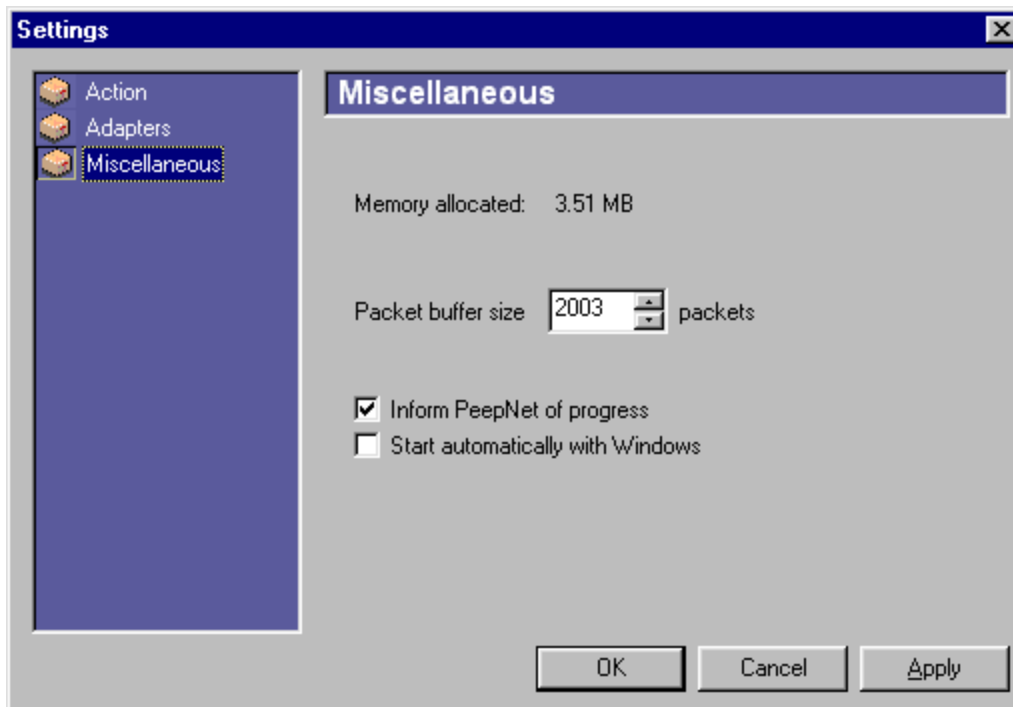 Settings
Action
Adapters
Miscellaneous
Miscellaneous
Memory allocated: 3.51 MB
Packet buffer size 2003 packets
Inform PeepNet of progress
Start automatically with Windows
OK Cancel Apply